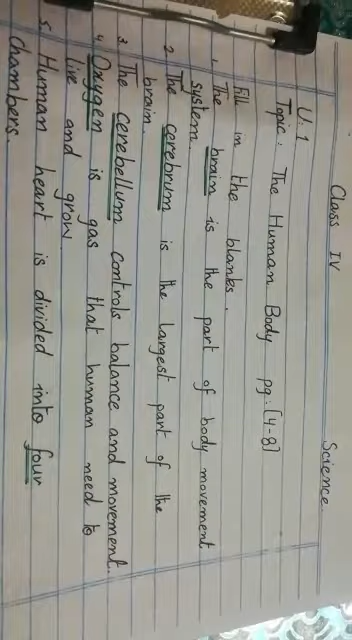 Class IV Science
U. 1
Topic. The Human Body pg. [4-8]
Fill in the blanks.
1. The brain is the part of body movement
system.
2. The cerebrum is the largest part of the
brain.
3. The cerebellum controls balance and movement.
4. Oxygen is gas that human need to
live and grow.
5. Human heart is divided into four
chambers.